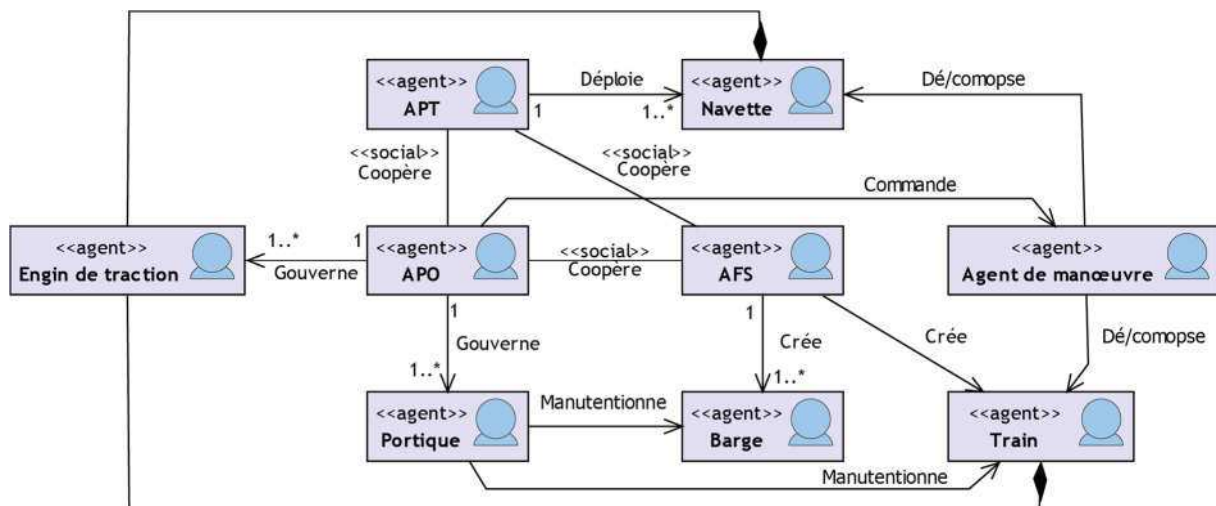 <<agent>>
APT
Déploie
1
1..*
<<agent>>
Navette
Dé/comopse
<<social>>
Coopère
<<social>>
Coopère
Commande
<<agent>>
Engin de traction
1..*
1
Gouverne
<<agent>>
APO
<<social>>
Coopère
<<agent>>
AFS
<<agent>>
Agent de manœuvre
1
Gouverne
1..*
1
Crée
1..*
Crée
Dé/comopse
<<agent>>
Portique
Manutentionne
<<agent>>
Barge
<<agent>>
Train
Manutentionne